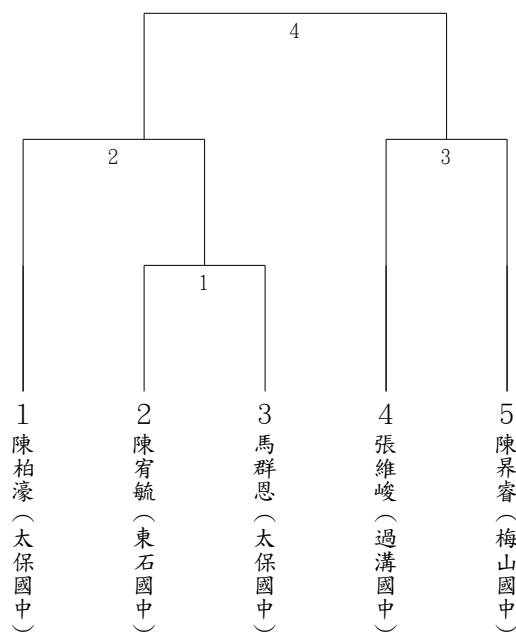 4
2
3
1
1
陳柏濠(太保國中)
2
陳宥毓(東石國中)
3
馬群恩(太保國中)
4
張維峻(過溝國中)
5
陳昇睿(梅山國中)